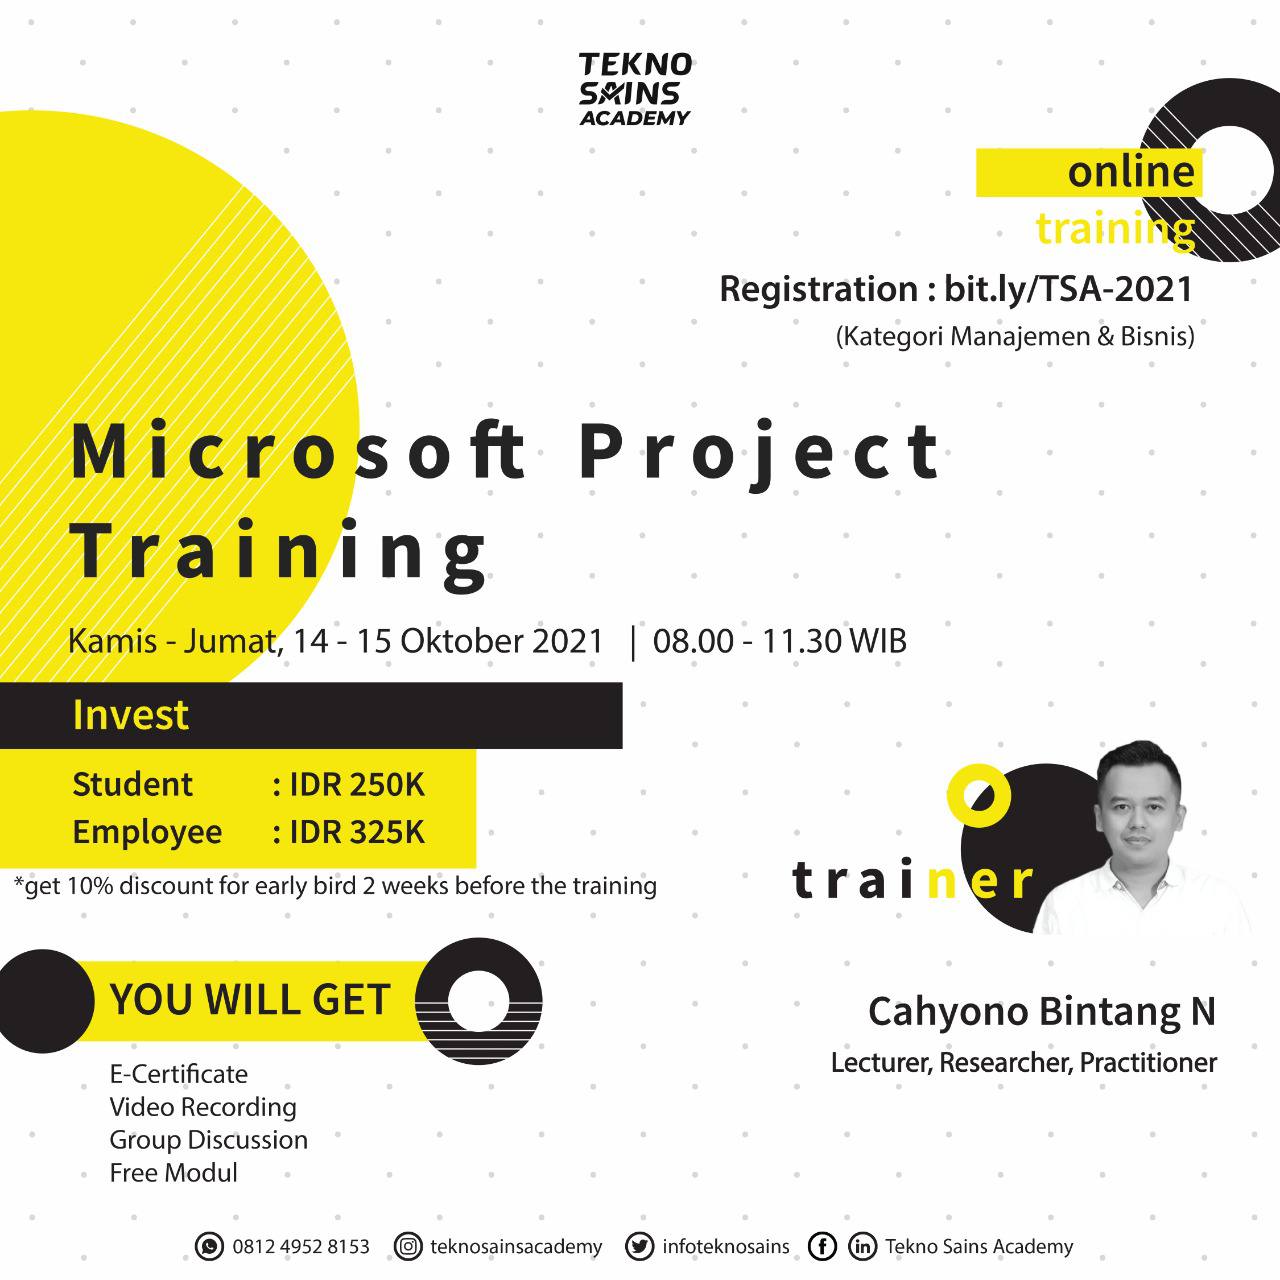 TEKNO
SAINS
ACADEMY
online
training
Registration : bit.ly/TSA-2021
(Kategori Manajemen & Bisnis)
Microsoft Project
Training
Kamis - Jumat, 14 - 15 Oktober 2021 | 08.00 - 11.30 WIB
Invest
Student : IDR 250K
Employee : IDR 325K
*get 10% discount for early bird 2 weeks before the training
trainer
YOU WILL GET
E-Certificate
Video Recording
Group Discussion
Free Modul
Cahyono Bintang N
Lecturer, Researcher, Practitioner
0812 4952 8153 teknosainsacademy infoteknosains Tekno Sains Academy